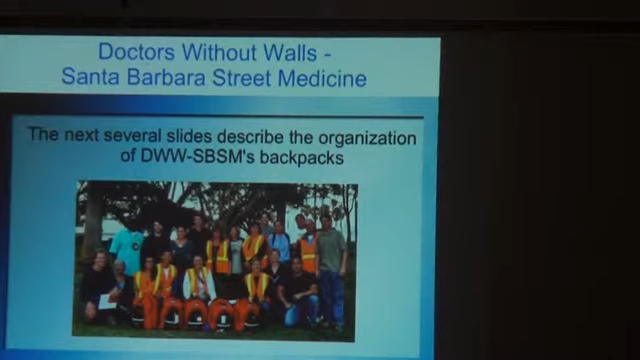 Doctors Without Walls -
Santa Barbara Street Medicine
The next several slides describe the organization
of DWW-SBSM's backpacks